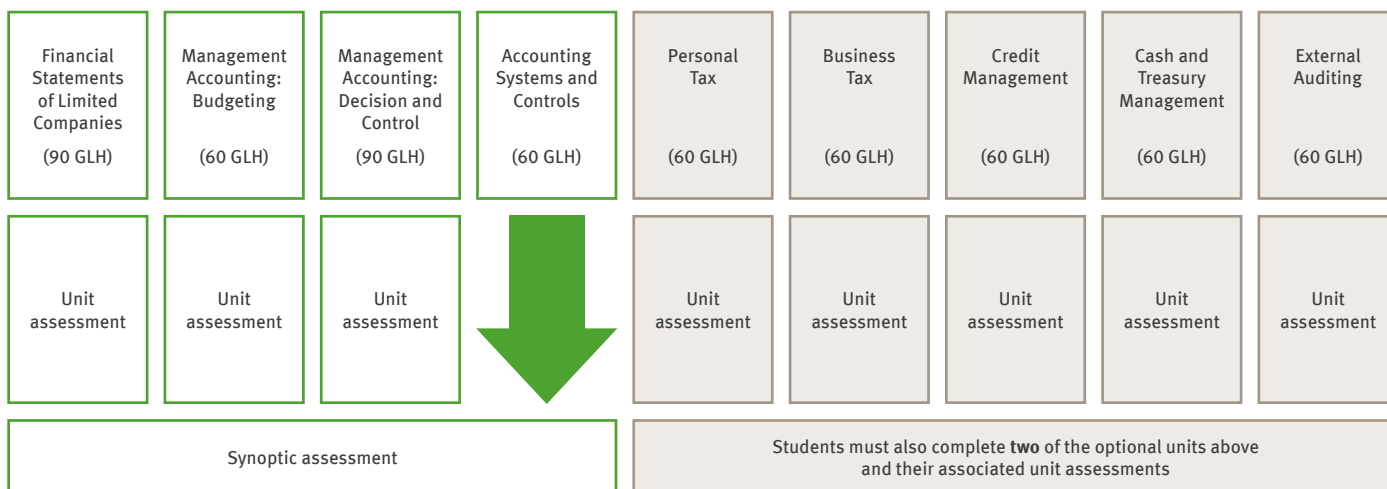 Financial
Statements
of Limited
Companies
(90 GLH)
Management
Accounting:
Budgeting
(60 GLH)
Management
Accounting:
Decision and
Control
(90 GLH)
Accounting
Systems and
Controls
(60 GLH)
Personal
Tax
(60 GLH)
Business
Tax
(60 GLH)
Credit
Management
(60 GLH)
Cash and
Treasury
Management
(60 GLH)
External
Auditing
(60 GLH)
Unit
assessment
Unit
assessment
Unit
assessment
Unit
assessment
Unit
assessment
Unit
assessment
Unit
assessment
Unit
assessment
Synoptic assessment
Students must also complete two of the optional units above
and their associated unit assessments